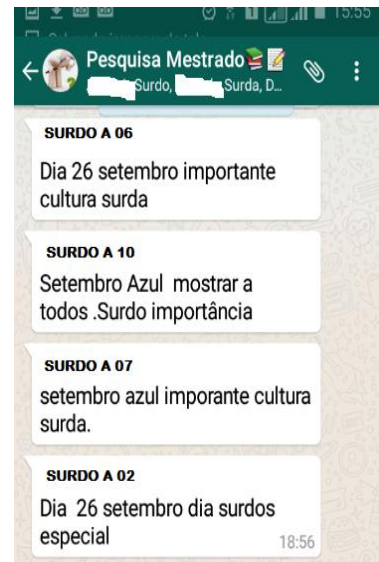 15:55
Pesquisa Mestrado
Surdo, Surda, D...
SURDO A 06
Dia 26 setembro importante
cultura surda
SURDO A 10
Setembro Azul mostrar a
todos .Surdo importância
SURDO A 07
setembro azul imporante cultura
surda.
SURDO A 02
Dia 26 setembro dia surdos
especial
18:56